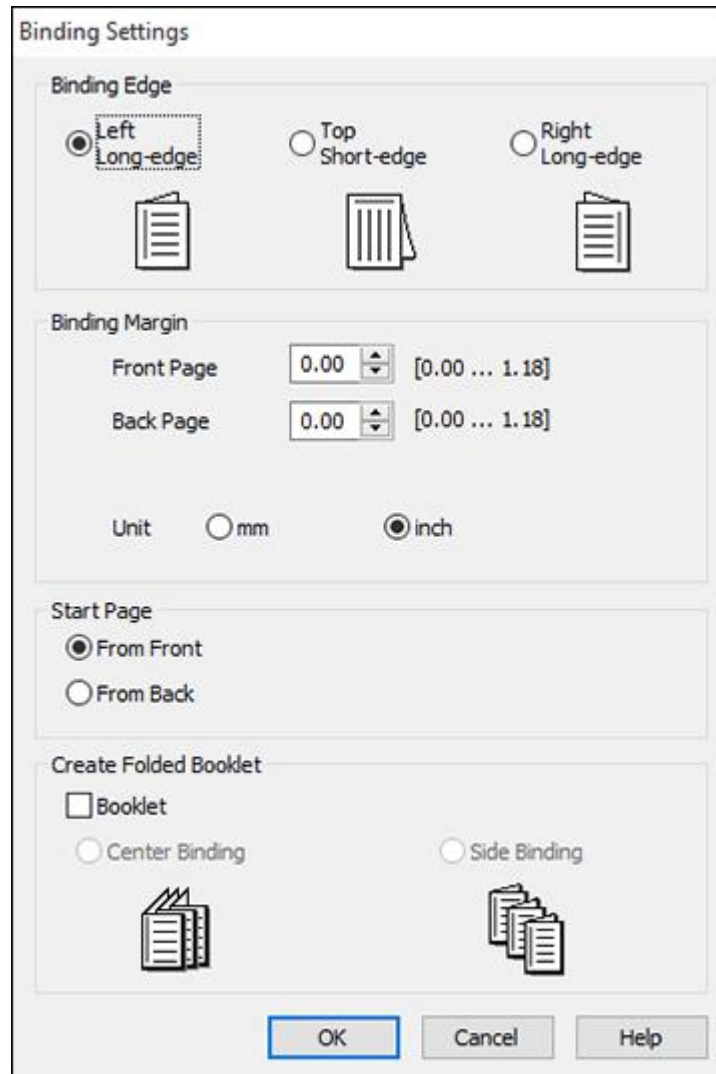 Binding Settings
Binding Edge
Left
Long-edge
Top
Short-edge
Right
Long-edge
Binding Margin
Front Page 0.00 [0.00 ... 1.18]
Back Page 0.00 [0.00 ... 1.18]
Unit mm inch
Start Page
From Front
From Back
Create Folded Booklet
Booklet
Center Binding Side Binding
OK Cancel Help